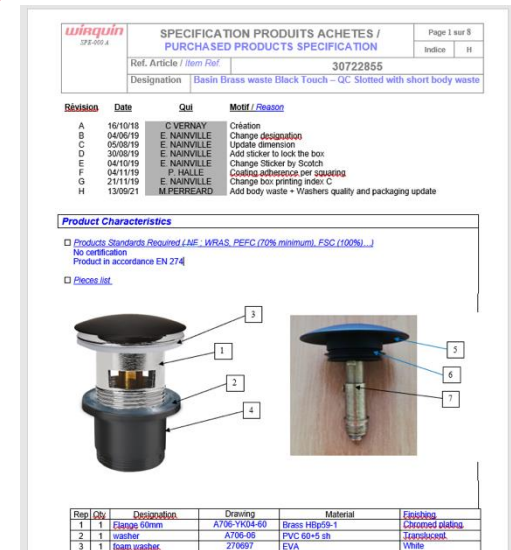 wirquin
SPE-000 A
SPECIFICATION PRODUITS ACHETES /
PURCHASED PRODUCTS SPECIFICATION
Page 1 sur 8
Indice H
Ref. Article / Item Ref. 30722855
Designation Basin Brass waste Black Touch – QC Slotted with short body waste
Révision Date Qui Motif / Reason
A 16/10/18 C VERNAY Création
B 04/06/19 E. NAINVILLE Change designation
C 05/08/19 E. NAINVILLE Update dimension
D 30/08/19 E. NAINVILLE Add sticker to lock the box
E 04/10/19 E. NAINVILLE Change Sticker by Scotch
F 04/11/19 P. HALLE Coating adherence per squaring
G 21/11/19 E. NAINVILLE Change box printing index C
H 13/09/21 M.PERREARD Add body waste + Washers quality and packaging update
Product Characteristics
Products Standards Required (NF ; WRAS, PEFC (70% minimum), FSC (100%)…)
No certification
Product in accordance EN 274
Pieces list
3
1
2
4
5
6
7
Rep Qty Designation Drawing Material Finishing
1 1 Flange 60mm A706-YK04-60 Brass HBp59-1 Chromed plating
2 1 washer A706-06 PVC 60+5 sh Translucent
3 1 foam washer 270697 EVA White